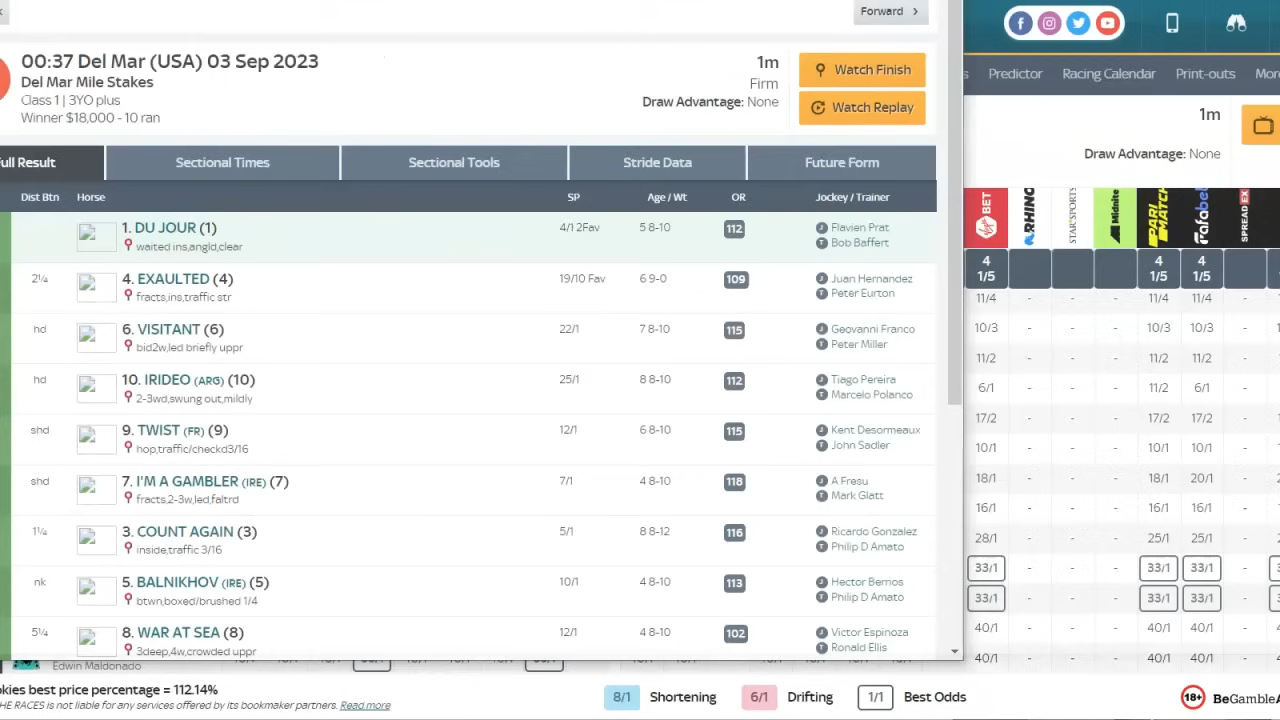 Forward >
00:37 Del Mar (USA) 03 Sep 2023
Del Mar Mile Stakes
Class 1 | 3YO plus
Winner $18,000 - 10 ran
1m
Firm
Draw Advantage: None
Watch Finish
Watch Replay
ull Result Sectional Times Sectional Tools Stride Data Future Form
Dist Btn Horse SP Age / Wt OR Jockey / Trainer
1. DU JOUR (1) 4/1 2Fav 5 8-10 112 J Flavien Prat
waited ins,angld,clear T Bob Baffert
2¼ 4. EXAULTED (4) 19/10 Fav 6 9-0 109 J Juan Hernandez
fracts,ins,traffic str T Peter Eurton
hd 6. VISITANT (6) 22/1 7 8-10 115 J Geovanni Franco
bid2w,led briefly uppr T Peter Miller
hd 10. IRIDEO (ARG) (10) 25/1 8 8-10 112 J Tiago Pereira
2-3wd,swung out,mildly T Marcelo Polanco
shd 9. TWIST (FR) (9) 12/1 6 8-10 115 J Kent Desormeaux
hop,traffic/checkd3/16 T John Sadler
shd 7. I'M A GAMBLER (IRE) (7) 7/1 4 8-10 118 J A Fresu
fracts,2-3w,led,faltrd T Mark Glatt
1¼ 3. COUNT AGAIN (3) 5/1 8 8-12 116 J Ricardo Gonzalez
inside,traffic 3/16 T Philip D Amato
nk 5. BALNIKHOV (IRE) (5) 10/1 4 8-10 113 J Hector Berrios
btwn,boxed/brushed 1/4 T Philip D Amato
5¼ 8. WAR AT SEA (8) 12/1 4 8-10 102 J Victor Espinoza
3deep,4w,crowded uppr T Ronald Ellis
s Predictor Racing Calendar Print-outs More
1m
Draw Advantage: None
BET RHINO STARSPORTS Midnite PARIMATCH fafabet SPREADEX
4 4 4
1/5 1/5 1/5
11/4 - - - 11/4 11/4 -
10/3 - - - 10/3 10/3 -
11/2 - - - 11/2 11/2 -
6/1 - - - 11/2 6/1 -
17/2 - - - 17/2 17/2 -
10/1 - - - 10/1 10/1 -
18/1 - - - 18/1 20/1 -
16/1 - - - 16/1 16/1 -
28/1 - - - 25/1 25/1 -
33/1 - - - 33/1 33/1 -
33/1 - - - 33/1 33/1 -
40/1 - - - 40/1 40/1 -
40/1 - - - 40/1 40/1 -
Edwin Maldonado
okies best price percentage = 112.14%
HE RACES is not liable for any services offered by its bookmaker partners. Read more
8/1 Shortening 6/1 Drifting 1/1 Best Odds
18+ BeGambleA